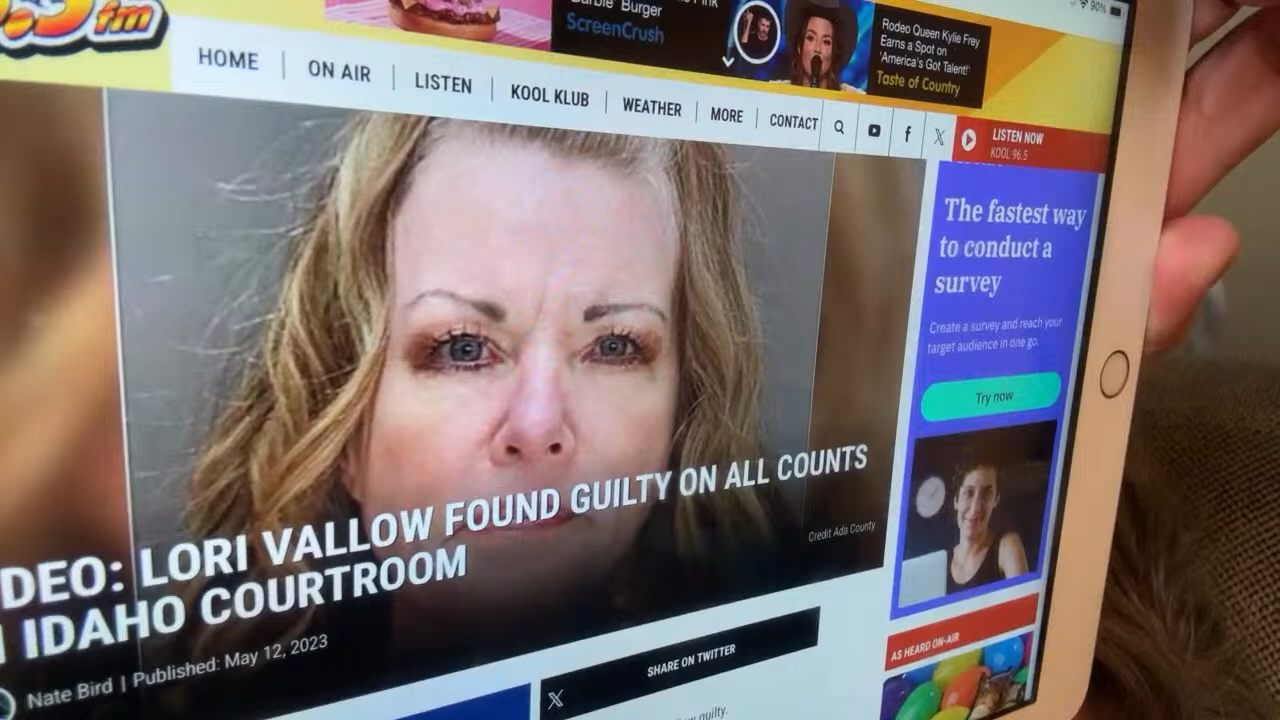 fm
Burger
ScreenCrush
Rodeo Queen Kylie Frey
Earns a Spot on
'America's Got Talent!'
Taste of Country
90%
HOME
ON AIR
LISTEN
KOOL KLUB
WEATHER
MORE
CONTACT
LISTEN NOW
KOOL 96.5
The fastest way
to conduct a
survey
Create a survey and reach your
target audience in one go.
Try now
DEO: LORI VALLOW FOUND GUILTY ON ALL COUNTS
IDAHO COURTROOM
Credit Ada County
Nate Bird | Published: May 12, 2023
SHARE ON TWITTER
guilty.
AS HEARD ON-AIR